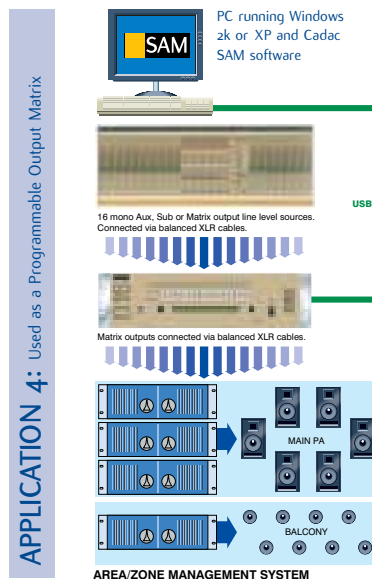 APPLICATION 4: Used as a Programmable Output Matrix
SAM
PC running Windows
2k or XP and Cadac
SAM software
USB
16 mono Aux, Sub or Matrix output line level sources.
Connected via balanced XLR cables.
Matrix outputs connected via balanced XLR cables.
MAIN PA
BALCONY
AREA/ZONE MANAGEMENT SYSTEM